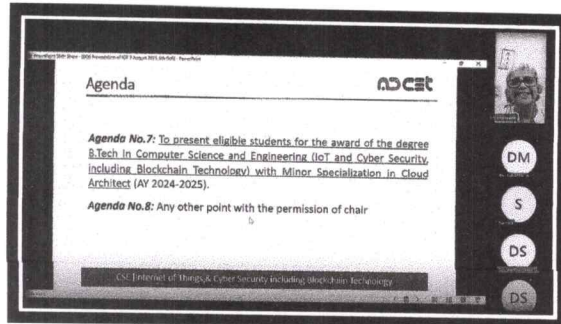 Agenda
ADCET
Agenda No.7: To present eligible students for the award of the degree
B.Tech in Computer Science and Engineering (IoT and Cyber Security,
including Blockchain Technology) with Minor Specialization in Cloud
Architect (AY 2024-2025).
Agenda No.8: Any other point with the permission of chair
CSE (Internet of Things & Cyber Security including Blockchain Technology)
DM
S
DS
DS